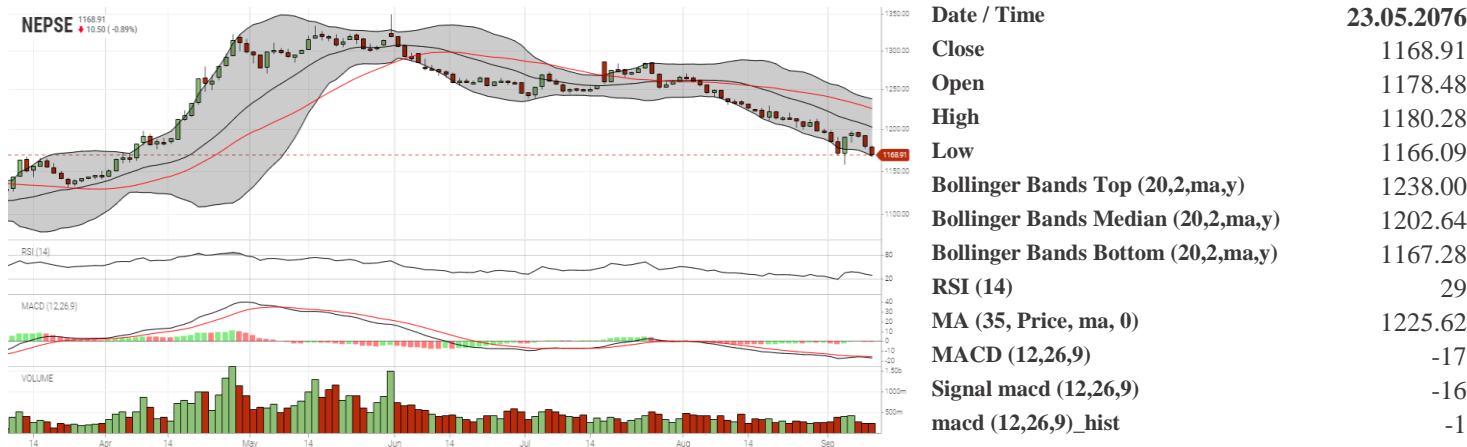 NEPSE 1168.91
10.50 (-0.89%)
1350.00
1300.00
1250.00
1200.00
1168.91
1150.00
1100.00
RSI (14)
80
20
MACD (12,26,9)
40
30
20
10
0
-10
-20
VOLUME
1.50b
1000m
500m
14 Apr 14 May 14 Jun 14 Jul 14 Aug 14 Sep
Date / Time 23.05.2076
Close 1168.91
Open 1178.48
High 1180.28
Low 1166.09
Bollinger Bands Top (20,2,ma,y) 1238.00
Bollinger Bands Median (20,2,ma,y) 1202.64
Bollinger Bands Bottom (20,2,ma,y) 1167.28
RSI (14) 29
MA (35, Price, ma, 0) 1225.62
MACD (12,26,9) -17
Signal macd (12,26,9) -16
macd (12,26,9)_hist -1